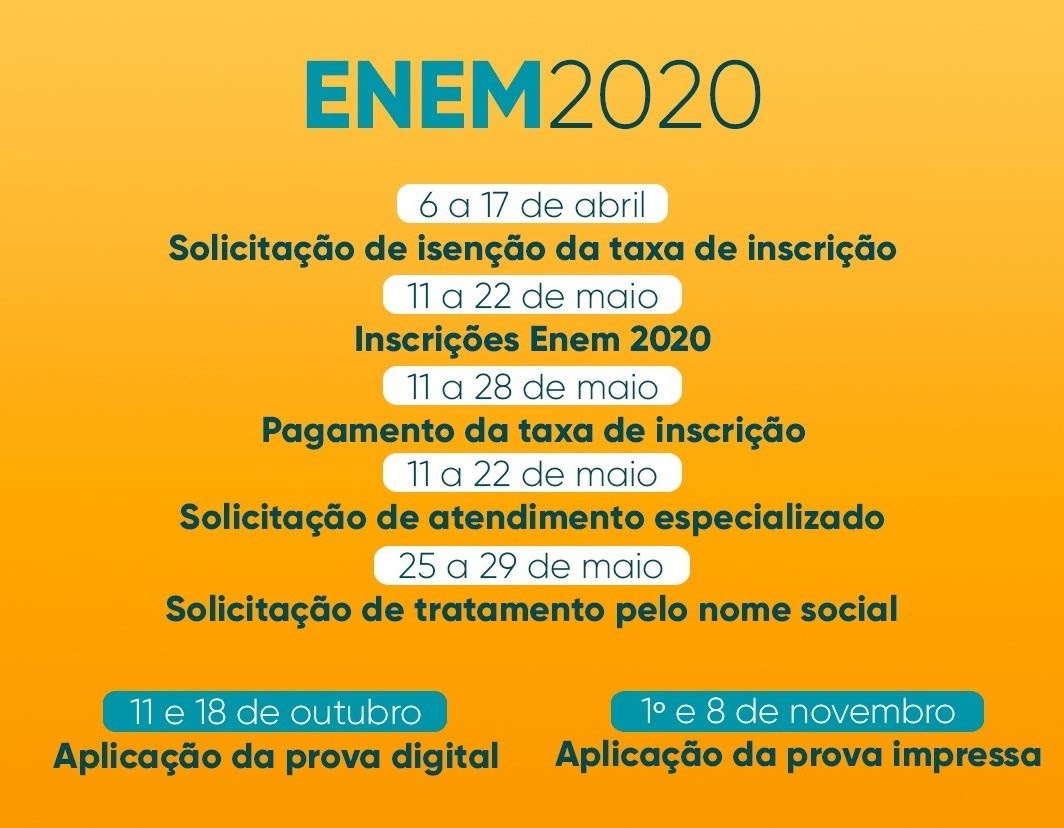 ENEM2020
6 a 17 de abril
Solicitação de isenção da taxa de inscrição
11 a 22 de maio
Inscrições Enem 2020
11 a 28 de maio
Pagamento da taxa de inscrição
11 a 22 de maio
Solicitação de atendimento especializado
25 a 29 de maio
Solicitação de tratamento pelo nome social
11 e 18 de outubro
Aplicação da prova digital
1º e 8 de novembro
Aplicação da prova impressa